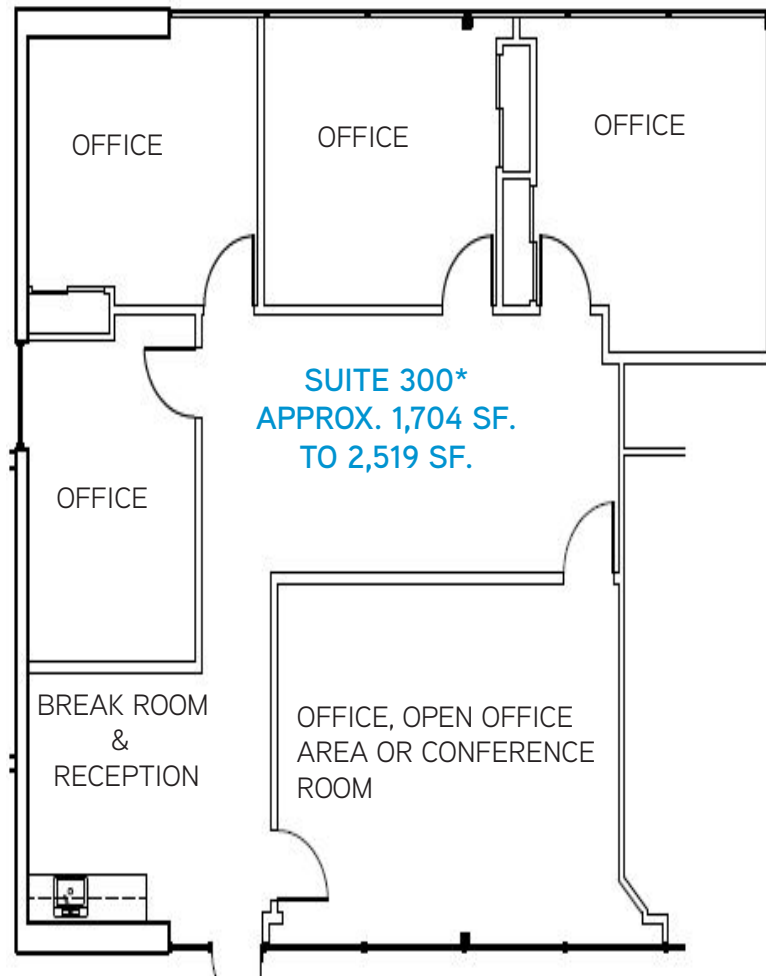 OFFICE
OFFICE
OFFICE
SUITE 300*
APPROX. 1,704 SF.
TO 2,519 SF.
OFFICE
BREAK ROOM
&
RECEPTION
OFFICE, OPEN OFFICE
AREA OR CONFERENCE
ROOM